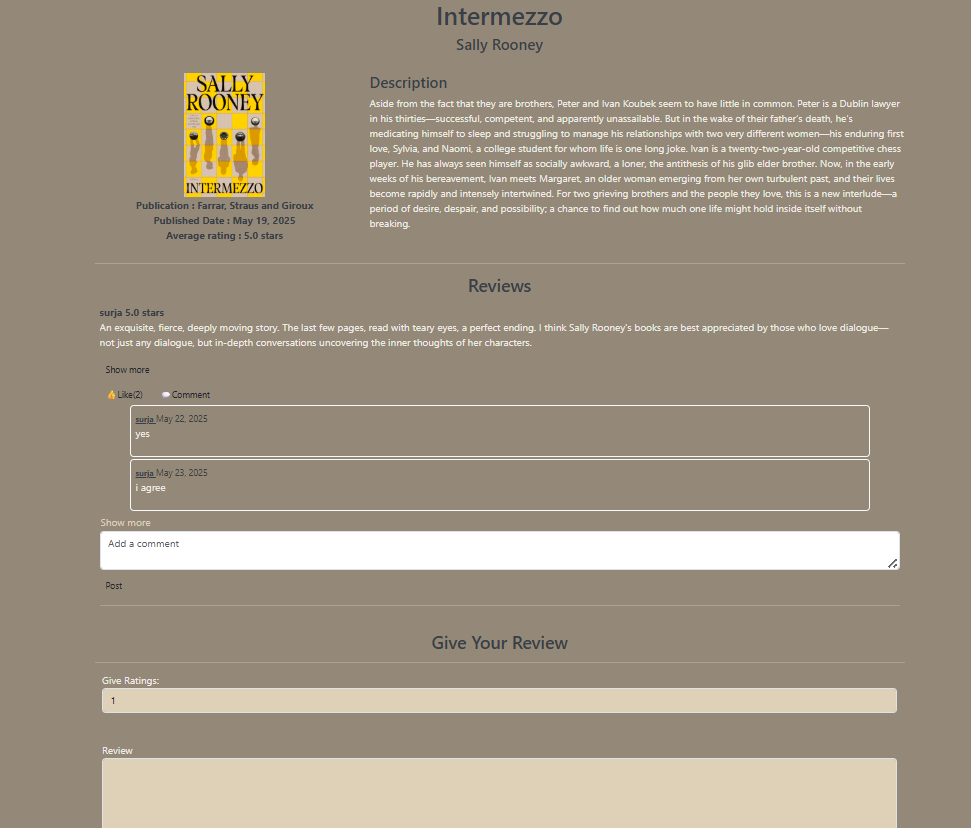 Intermezzo
Sally Rooney
SALLY
ROONEY
INTERMEZZO
Publication : Farrar, Straus and Giroux
Published Date : May 19, 2025
Average rating : 5.0 stars
Description
Aside from the fact that they are brothers, Peter and Ivan Koubek seem to have little in common. Peter is a Dublin lawyer
in his thirties—successful, competent, and apparently unassailable. But in the wake of their father's death, he's
medicating himself to sleep and struggling to manage his relationships with two very different women—his enduring first
love, Sylvia, and Naomi, a college student for whom life is one long joke. Ivan is a twenty-two-year-old competitive chess
player. He has always seen himself as socially awkward, a loner, the antithesis of his glib elder brother. Now, in the early
weeks of his bereavement, Ivan meets Margaret, an older woman emerging from her own turbulent past, and their lives
become rapidly and intensely intertwined. For two grieving brothers and the people they love, this is a new interlude—a
period of desire, despair, and possibility; a chance to find out how much one life might hold inside itself without
breaking.
Reviews
surja 5.0 stars
An exquisite, fierce, deeply moving story. The last few pages, read with teary eyes, a perfect ending. I think Sally Rooney's books are best appreciated by those who love dialogue—
not just any dialogue, but in-depth conversations uncovering the inner thoughts of her characters.
Show more
Like(2) Comment
surja May 22, 2025
yes
surja May 23, 2025
i agree
Show more
Add a comment
Post
Give Your Review
Give Ratings:
1
Review